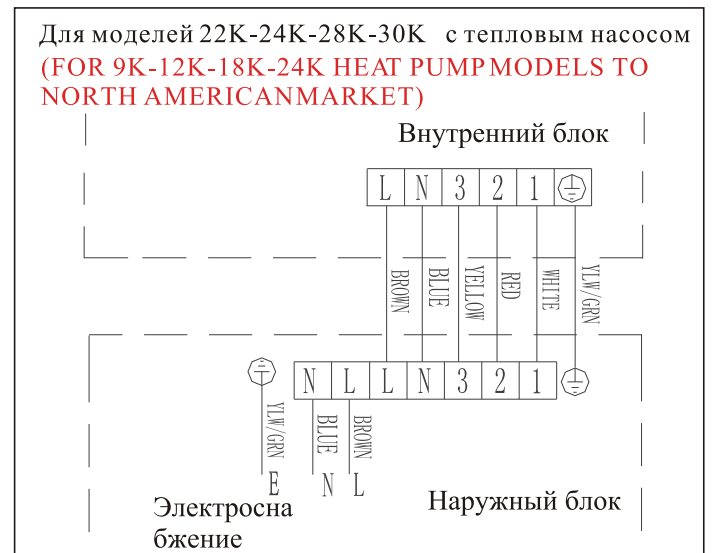 Для моделей 22K-24K-28K-30K с тепловым насосом
(FOR 9K-12K-18K-24K HEAT PUMP MODELS TO
NORTH AMERICANMARKET)
Внутренний блок
L N 3 2 1
BROWN BLUE YELLOW RED WHITE YLW/GRN
N L L N 3 2 1
YLW/GRN BLUE BROWN
E N L
Электросна
бжение
Наружный блок